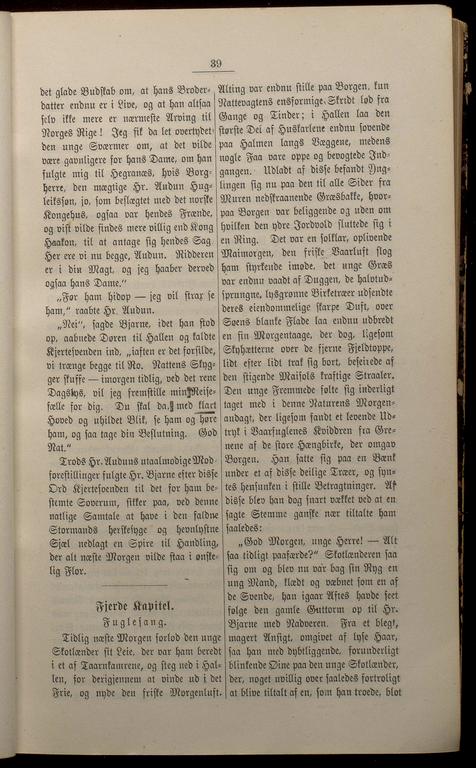 39
det glade Budskab om, at hans Broder-
datter endnu er i Live, og at han altsaa
selv ikke mere er nærmeste Arving til
Norges Rige! Jeg fik da let overtydet
den unge Sværmer om, at det vilde
være gavnligere for hans Dame, om han
fulgte mig til Hegranæs, hvis Borg-
herre, den mægtige Hr. Audun Hug-
leiksøn, jo, som beslægtet med det norske
Kongehus, ogsaa var hendes Frænde,
og vist vilde findes mere villig end Kong
Haakon, til at antage sig hendes Sag.
Her ere vi nu begge, Audun. Ridderen
er i din Magt, og jeg haaber derved
ogsaa hans Dame.“
„Før ham hidop — jeg vil strax se
ham,“ raabte Hr. Audun.
„Nei“, sagde Bjarne, idet han stod
op, aabnede Døren til Hallen og kaldte
Kjertesvenden ind, „iaften er det forsilde,
vi trænge begge til Ro. Nattens Skyg-
ger skuffe — imorgen tidlig, ved det rene
Dagslys, vil jeg fremstille min Reise-
fælle for dig. Du skal da, med klart
Hoved og uhildet Blik, se ham og høre
ham, og saa tage din Beslutning. God
Nat.“
Trods Hr. Auduns utaalmodige Mod-
forestillinger fulgte Hr. Bjarne efter disse
Ord Kjertesvenden til det for ham be-
stemte Soverum, sikker paa, ved denne
natlige Samtale at have i den faldne
Stormands herskesyge og hevnlystne
Sjæl nedlagt en Spire til Handling,
der alt næste Morgen vilde staa i ønske-
lig Flor.
Fjerde Kapitel.
Fuglesang.
Tidlig næste Morgen forlod den unge
Skotlænder sit Leie, der var ham beredt
i et af Taarnkamrene, og steg ned i Hal-
len, for derigjennem at vinde ud i det
Frie, og nyde den friske Morgenluft.
Alting var endnu stille paa Borgen, kun
Nattevagtens ensformige Skridt lød fra
Gange og Tinder; i Hallen laa den
største Del af Huskarlene endnu sovende
paa Halmen langs Væggene, medens
nogle Faa vare oppe og bevogtede Ind-
gangen. Udladt af disse befandt Yng-
lingen sig nu paa den til alle Sider fra
Muren nedskraanende Græsbakke, hvor-
paa Borgen var beliggende og uden om
hvilken den ydre Jordvold sluttede sig i
en Ring. Det var en solklar, oplivende
Maimorgen, den friske Vaarluft slog
ham styrkende imøde, det unge Græs
var endnu vaadt af Duggen, de halvud-
sprungne, lysgrønne Birketræer udsendte
deres eiendommelige skarpe Duft, over
Søens blanke Flade laa endnu udbredt
en sin Morgentaage, der dog, ligesom
Skyhætterne over de fjerne Fjeldtoppe,
lidt efter lidt trak sig bort, beseirede af
den stigende Maisols kraftige Straaler.
Den unge Fremmede følte sig inderligt
taget med i denne Naturens Morgen-
andagt, der ligesom fandt et levende Ud-
tryk i Vaarfuglenes Kvidren fra Gre-
nene af de store Hængbirke, der omgav
Borgen. Han satte sig paa en Bænk
under et af disse deilige Træer, og syn-
tes hensunken i stille Betragtninger. Af
disse blev han dog snart vækket ved at en
sagte Stemme ganske nær tiltalte ham
saaledes:
„God Morgen, unge Herre! — Alt
saa tidligt paafærde?“ Skotlænderen saa
sig om og blev nu var bag sin Ryg en
ung Mand, klædt og væbnet som en af
de Svende, han igaar Aftes havde seet
følge den gamle Guttorm op til Hr.
Bjarne med Nadveren. Fra et blegt,
magert Ansigt, omgivet af lyse Haar,
saa han med dybtliggende, forunderligt
blinkende Øine paa den unge Skotlænder,
der, noget uvillig over saaledes fortroligt
at blive tiltalt af en, som han troede, blot